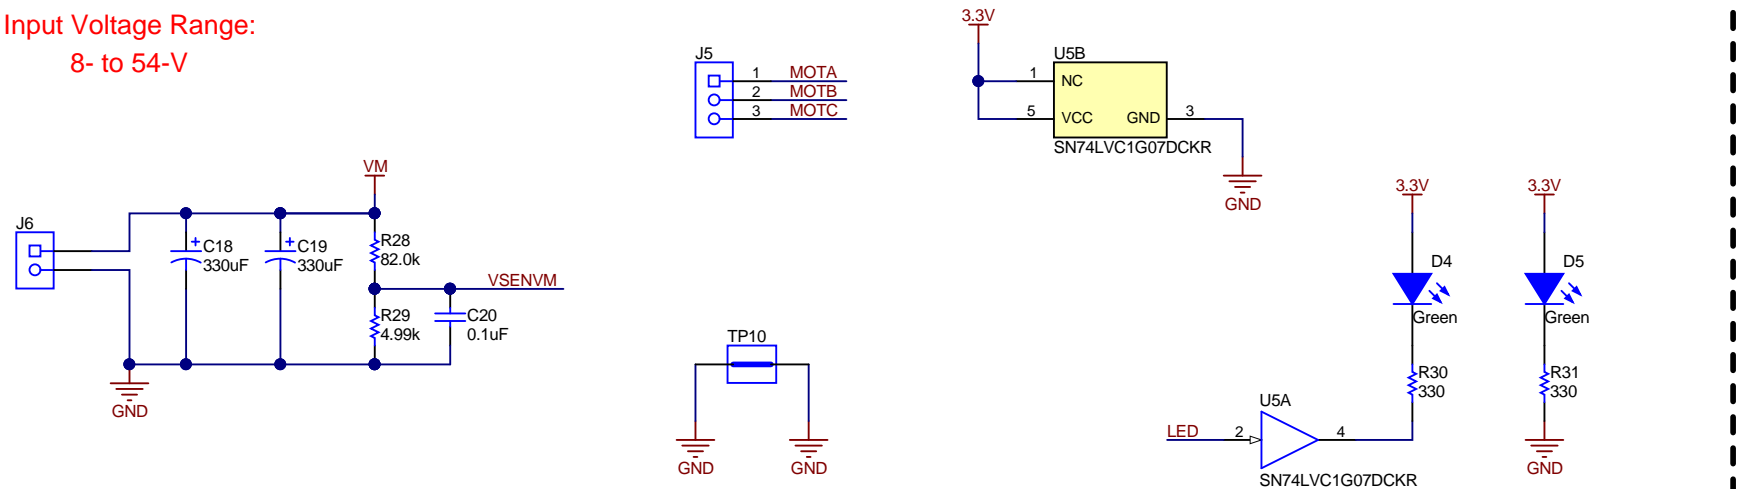 Input Voltage Range:
8- to 54-V
J5
1 MOTA
2 MOTB
3 MOTC
3.3V
U5B
1 NC
5 VCC GND 3
SN74LVC1G07DCKR
GND
VM
J6
C18
330uF
C19
330uF
R28
82.0k
VSENVM
R29
4.99k
C20
0.1uF
GND
TP10
GND GND
3.3V 3.3V
D4 D5
Green Green
R30
330
R31
330
U5A
LED 2 4
SN74LVC1G07DCKR
GND